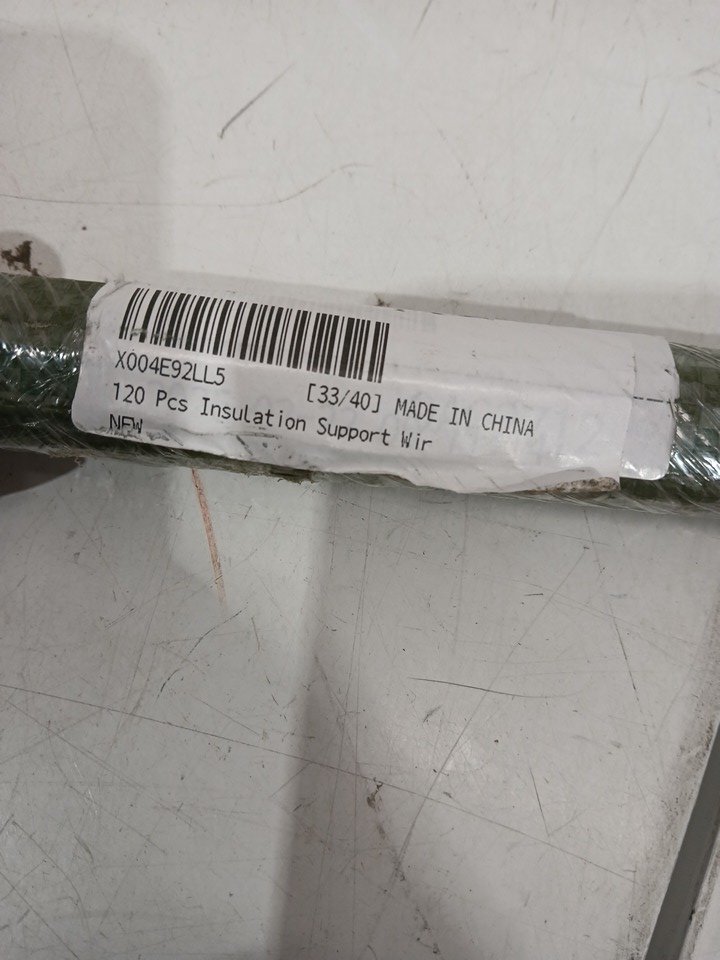 X004E92LL5
[33/40] MADE IN CHINA
120 Pcs Insulation Support Wir
NEW